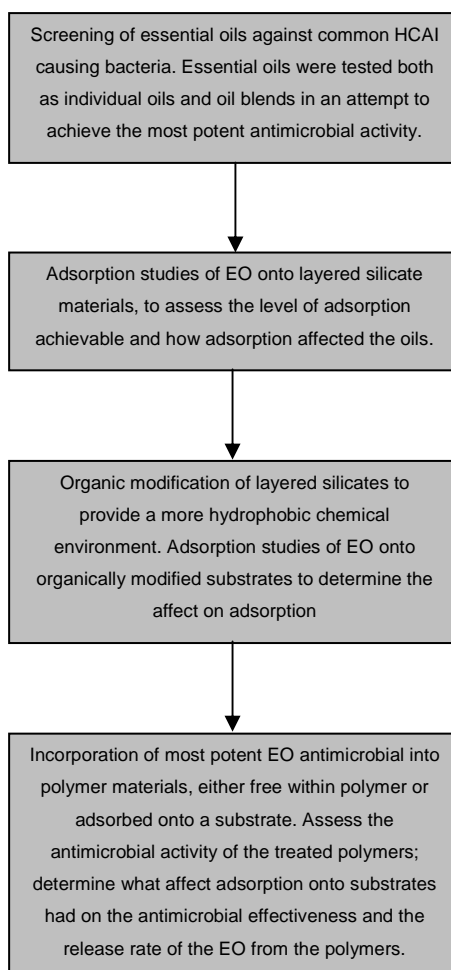 Screening of essential oils against common HCAI
causing bacteria. Essential oils were tested both
as individual oils and oil blends in an attempt to
achieve the most potent antimicrobial activity.
Adsorption studies of EO onto layered silicate
materials, to assess the level of adsorption
achievable and how adsorption affected the oils.
Organic modification of layered silicates to
provide a more hydrophobic chemical
environment. Adsorption studies of EO onto
organically modified substrates to determine the
affect on adsorption
Incorporation of most potent EO antimicrobial into
polymer materials, either free within polymer or
adsorbed onto a substrate. Assess the
antimicrobial activity of the treated polymers;
determine what affect adsorption onto substrates
had on the antimicrobial effectiveness and the
release rate of the EO from the polymers.